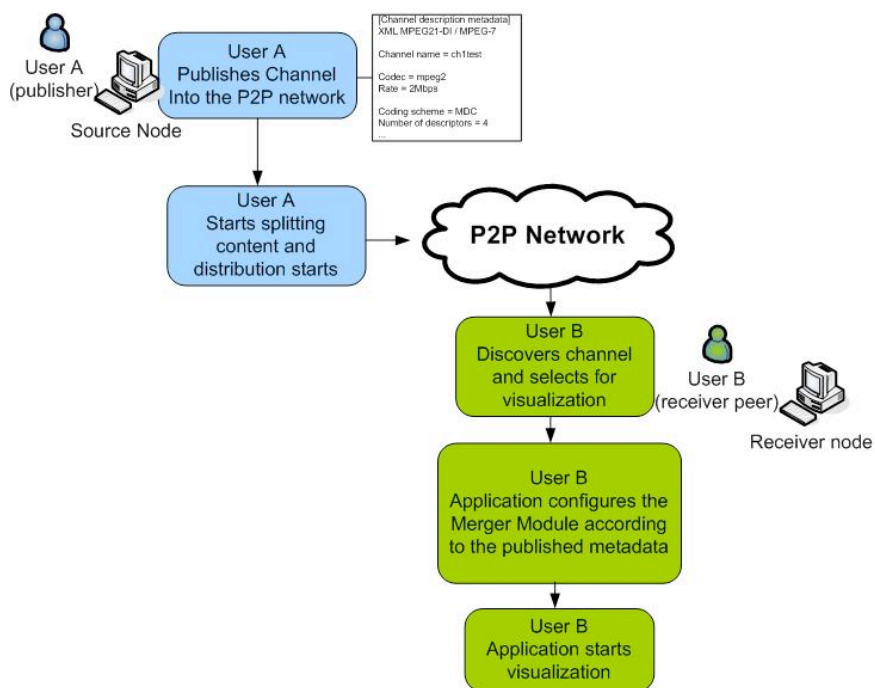 User A
(publisher)
Source Node
User A
Publishes Channel
Into the P2P network
[Channel description metadata]
XML MPEG21-DI / MPEG-7
Channel name = ch1test
Codec = mpeg2
Rate = 2Mbps
Coding scheme = MDC
Number of descriptors = 4
...
User A
Starts splitting
content and
distribution starts
P2P Network
User B
Discovers channel
and selects for
visualization
User B
(receiver peer)
Receiver node
User B
Application configures the
Merger Module according
to the published metadata
User B
Application starts
visualization